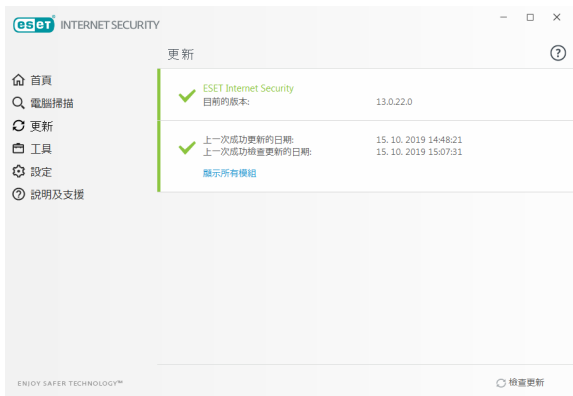 eset INTERNET SECURITY
更新
首頁
電腦掃描
更新
工具
設定
說明及支援
ESET Internet Security
目前的版本: 13.0.22.0
上一次成功更新的日期: 15. 10. 2019 14:48:21
上一次成功檢查更新的日期: 15. 10. 2019 15:07:31
顯示所有模組
ENJOY SAFER TECHNOLOGY™
檢查更新